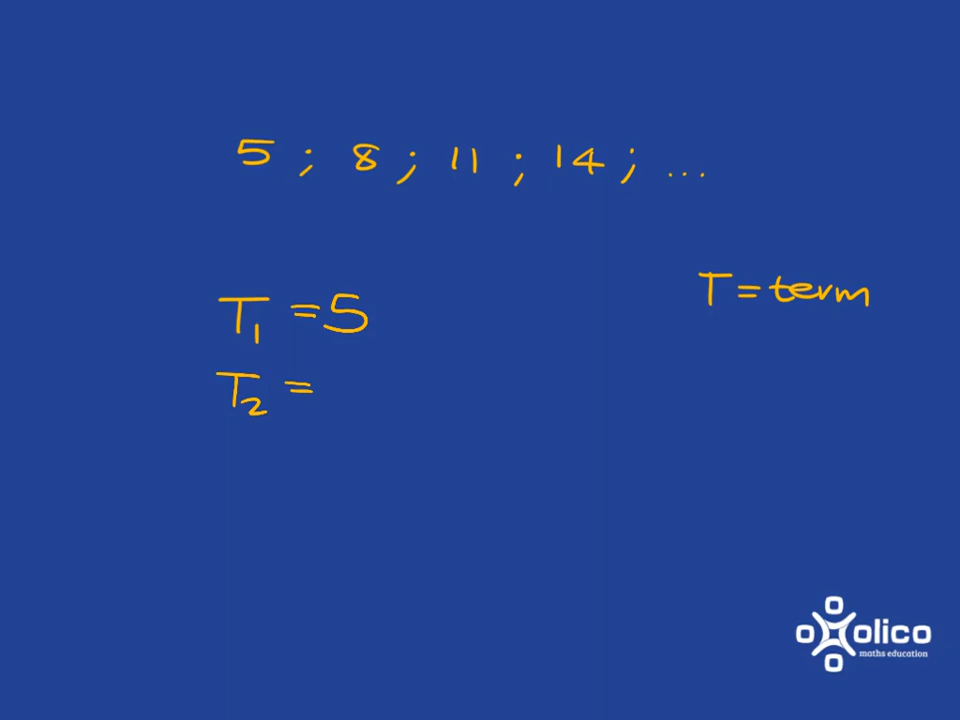 5 ; 8 ; 11 ; 14 ; ...
T = term
T₁ = 5
T₂ =
olico
maths education